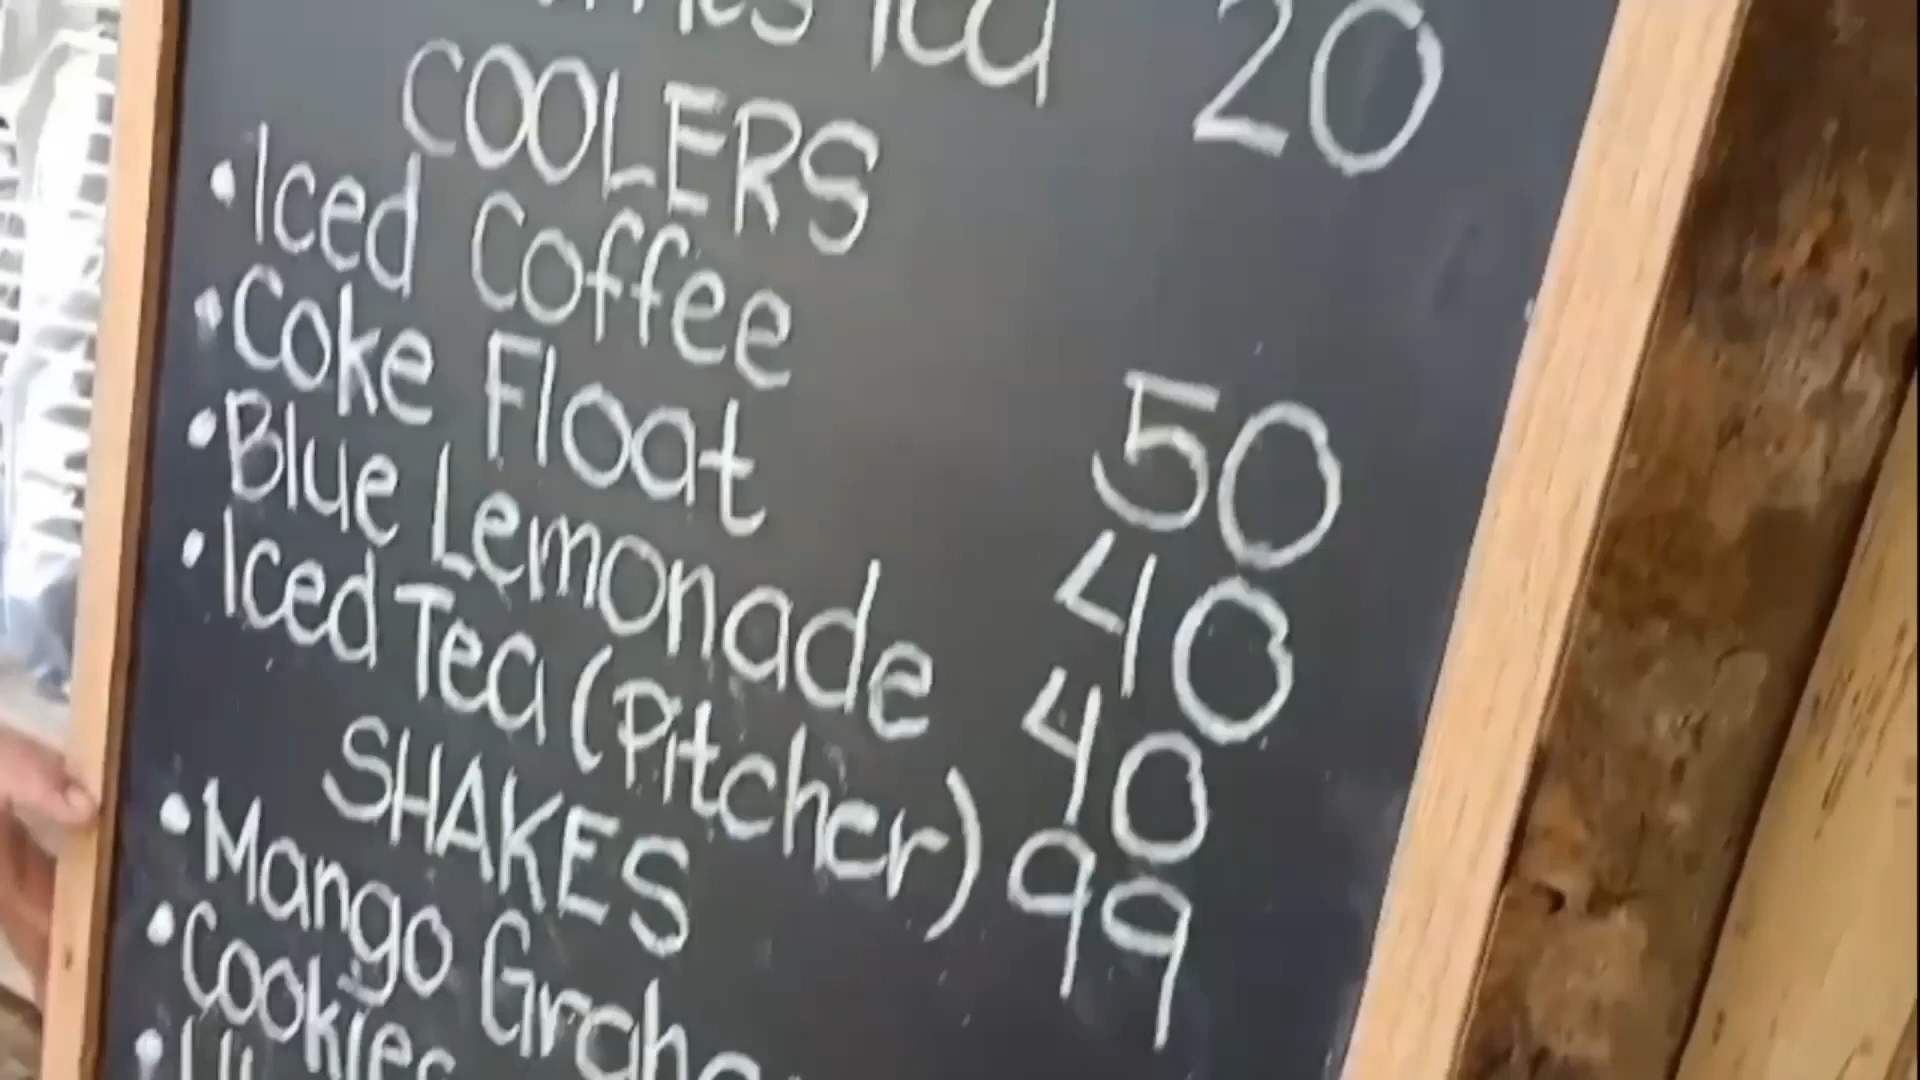 20
COOLERS
• Iced Coffee 50
• Coke Float 40
• Blue Lemonade 40
• Iced Tea (Pitcher) 99
SHAKES
• Mango
• Cookies